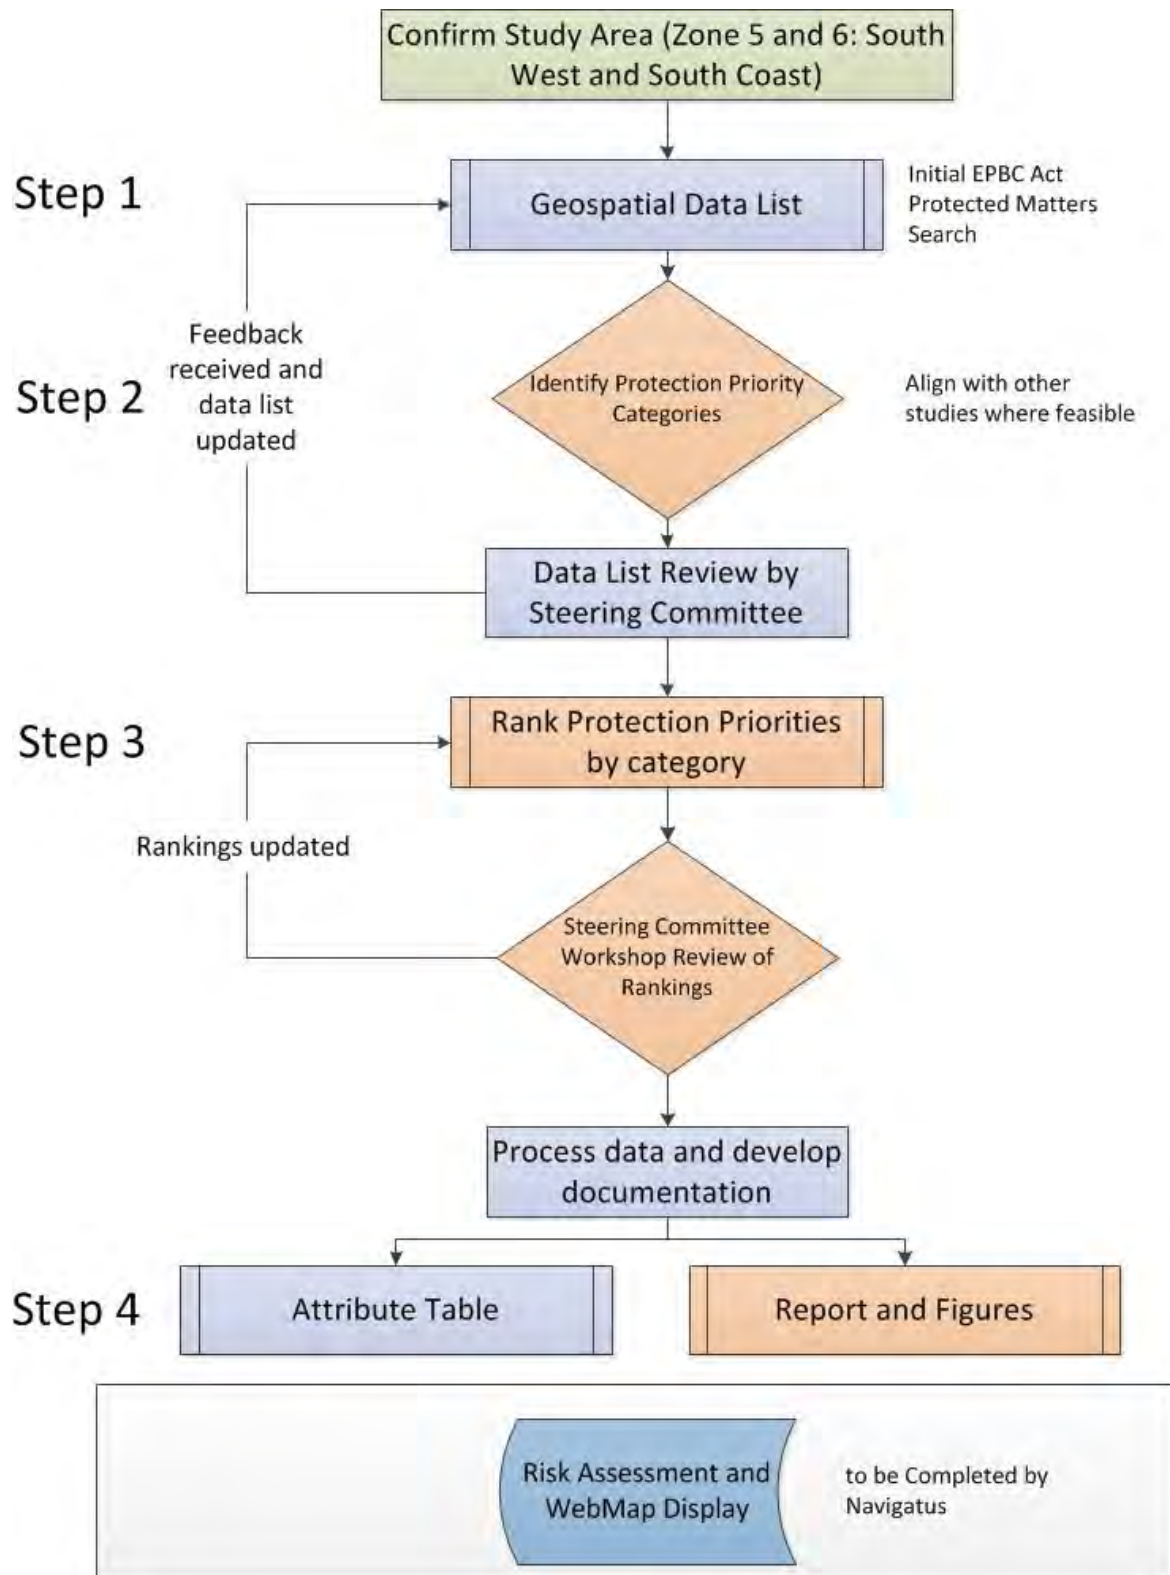 Confirm Study Area (Zone 5 and 6: South
West and South Coast)
Step 1
Geospatial Data List
Initial EPBC Act
Protected Matters
Search
Feedback
received and
data list
updated
Step 2
Identify Protection Priority
Categories
Align with other
studies where feasible
Data List Review by
Steering Committee
Step 3
Rank Protection Priorities
by category
Rankings updated
Steering Committee
Workshop Review of
Rankings
Process data and develop
documentation
Step 4
Attribute Table
Report and Figures
Risk Assessment and
WebMap Display
to be Completed by
Navigatus